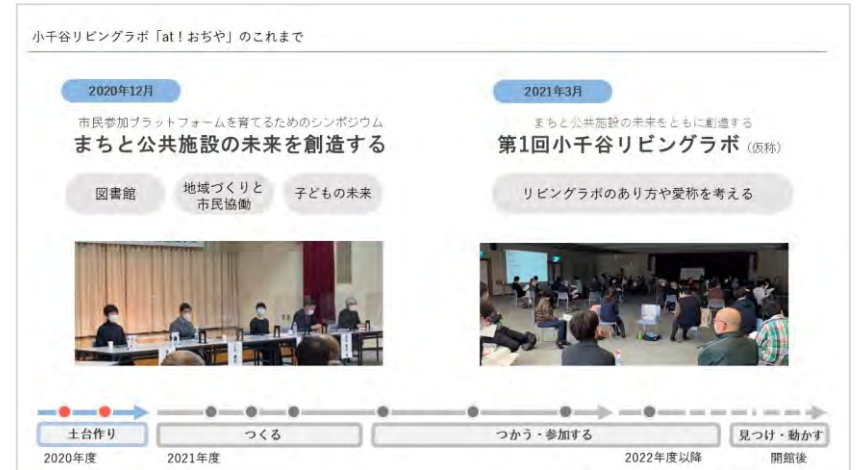 小千谷リビングラボ「at!おぢや」のこれまで
2020年12月
市民参加プラットフォームを育てるためのシンポジウム
まちと公共施設の未来を創造する
図書館
地域づくりと
市民協働
子どもの未来
2021年3月
まちと公共施設の未来をともに創造する
第1回小千谷リビングラボ(仮称)
リビングラボのあり方や愛称を考える
土台作り
つくる
つかう・参加する
見つけ・動かす
2020年度
2021年度
2022年度以降
開館後